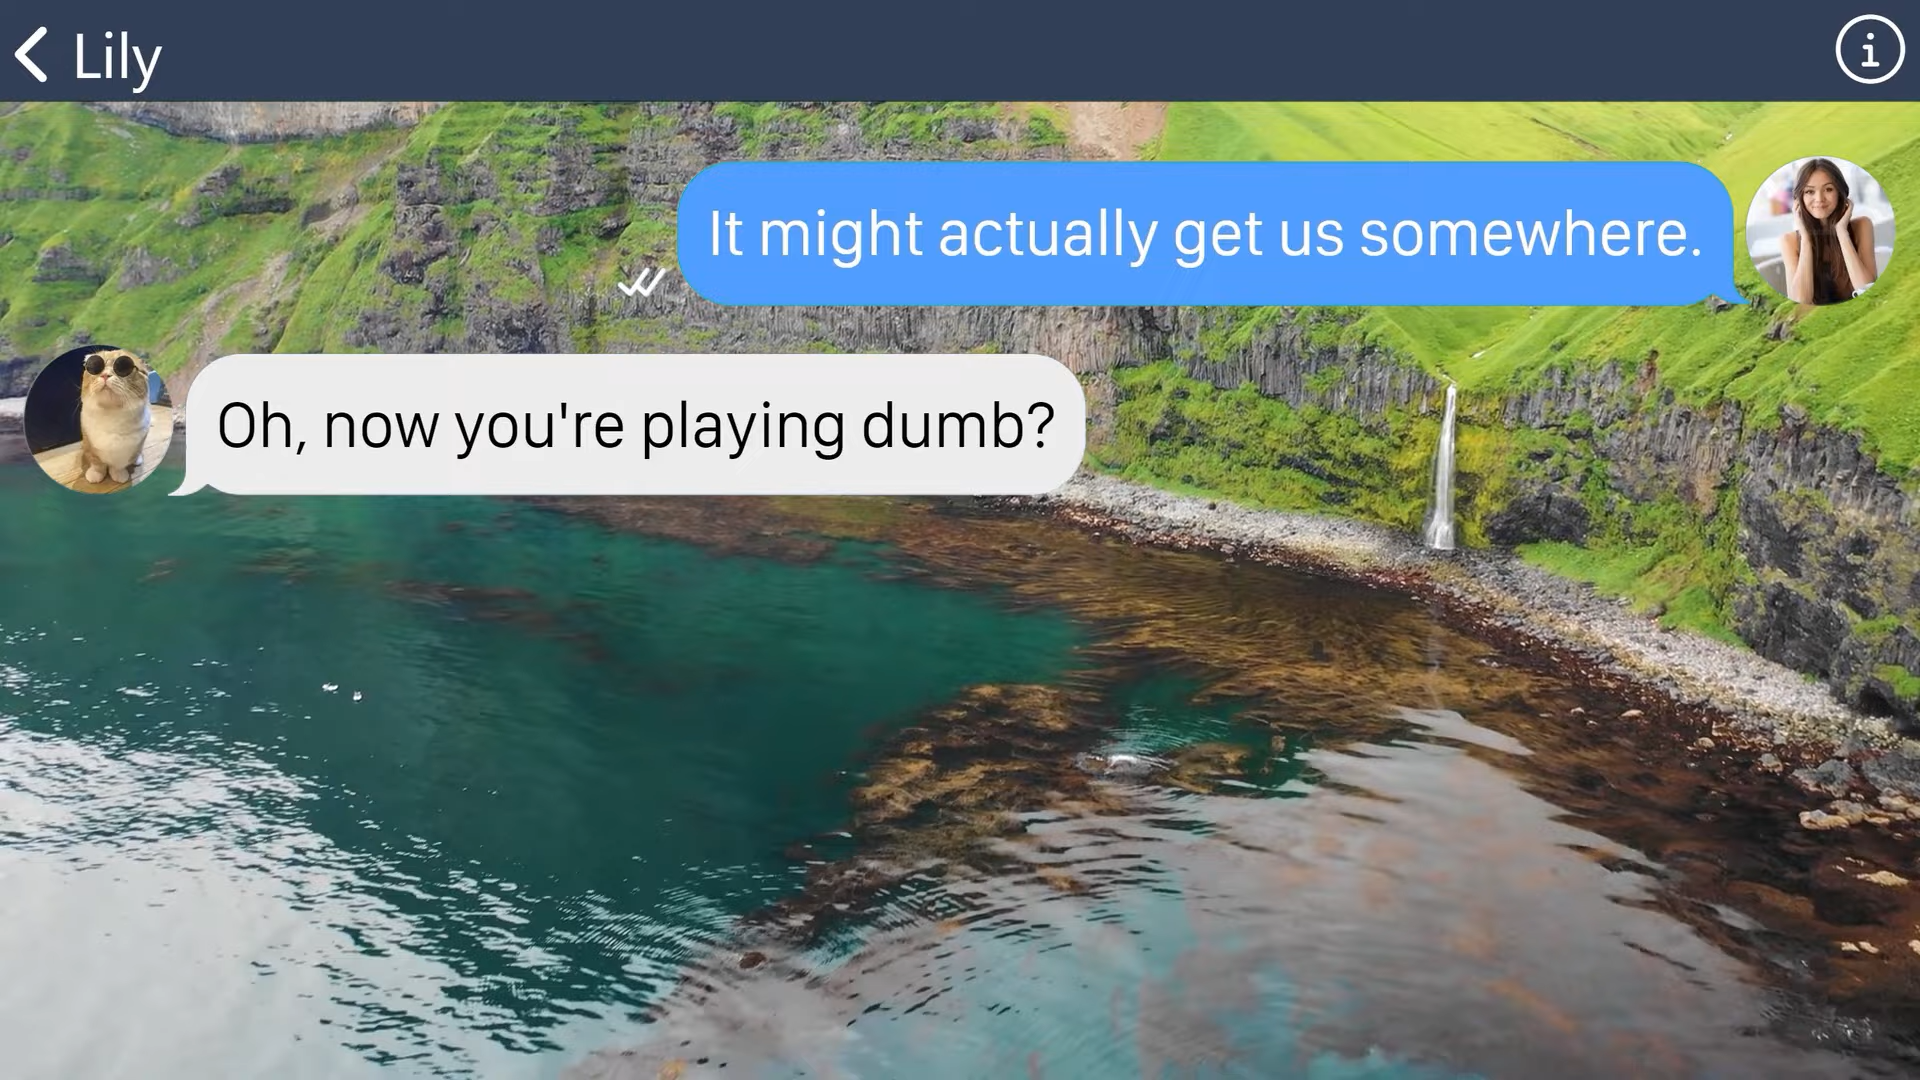 Lily
It might actually get us somewhere.
Oh, now you're playing dumb?